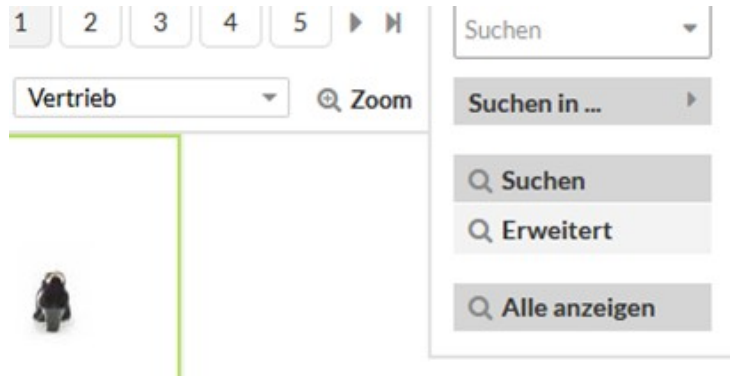 1 2 3 4 5
Vertrieb
Zoom
Suchen
Suchen in ...
Suchen
Erweitert
Alle anzeigen